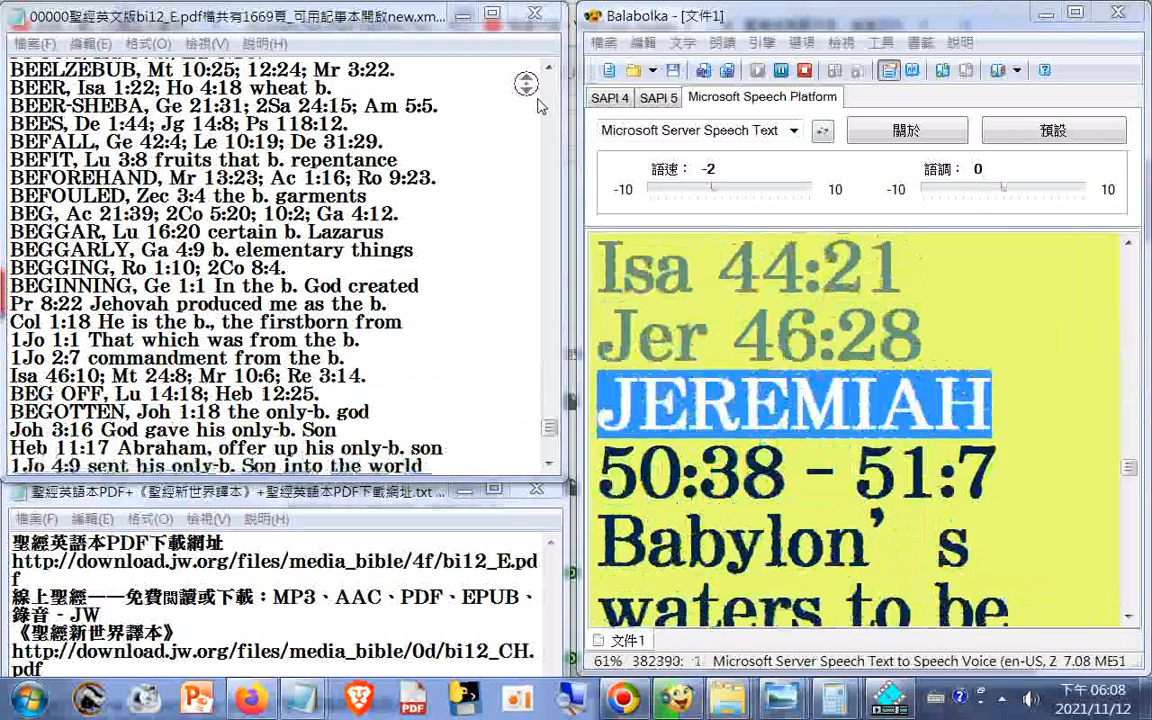 00000聖經英文版bi12_E.pdf檔共有1669頁_可用記事本開啟new.xm...
檔案(F) 編輯(E) 格式(O) 檢視(V) 說明(H)
BEELZEBUB, Mt 10:25; 12:24; Mr 3:22.
BEER, Isa 1:22; Ho 4:18 wheat b.
BEER-SHEBA, Ge 21:31; 2Sa 24:15; Am 5:5.
BEES, De 1:44; Jg 14:8; Ps 118:12.
BEFALL, Ge 42:4; Le 10:19; De 31:29.
BEFIT, Lu 3:8 fruits that b. repentance
BEFOREHAND, Mr 13:23; Ac 1:16; Ro 9:23.
BEFOULED, Zec 3:4 the b. garments
BEG, Ac 21:39; 2Co 5:20; 10:2; Ga 4:12.
BEGGAR, Lu 16:20 certain b. Lazarus
BEGGARLY, Ga 4:9 b. elementary things
BEGGING, Ro 1:10; 2Co 8:4.
BEGINNING, Ge 1:1 In the b. God created
Pr 8:22 Jehovah produced me as the b.
Col 1:18 He is the b., the firstborn from
1Jo 1:1 That which was from the b.
1Jo 2:7 commandment from the b.
Isa 46:10; Mt 24:8; Mr 10:6; Re 3:14.
BEG OFF, Lu 14:18; Heb 12:25.
BEGOTTEN, Joh 1:18 the only-b. god
Joh 3:16 God gave his only-b. Son
Heb 11:17 Abraham, offer up his only-b. son
1Jo 4:9 sent his only-b. Son into the world
聖經英語本PDF+《聖經新世界譯本》+聖經英語本PDF下載網址.txt ...
檔案(F) 編輯(E) 格式(O) 檢視(V) 說明(H)
聖經英語本PDF下載網址
http://download.jw.org/files/media_bible/4f/bi12_E.pd
f
線上聖經——免費閱讀或下載：MP3、AAC、PDF、EPUB、
錄音 - JW
《聖經新世界譯本》
http://download.jw.org/files/media_bible/0d/bi12_CH.
pdf
Balabolka - [文件1]
檔案 編輯 文字 朗讀 引擎 選項 檢視 工具 書籤 說明
SAPI 4 SAPI 5 Microsoft Speech Platform
Microsoft Server Speech Text 關於 預設
語速： -2 語調： 0
-10 10 -10 10
Isa 44:21
Jer 46:28
JEREMIAH
50:38 – 51:7
Babylon’s
waters to be
文件1
61% 382390: 1 Microsoft Server Speech Text to Speech Voice (en-US, Z 7.08 ME51
下午 06:08
2021/11/12